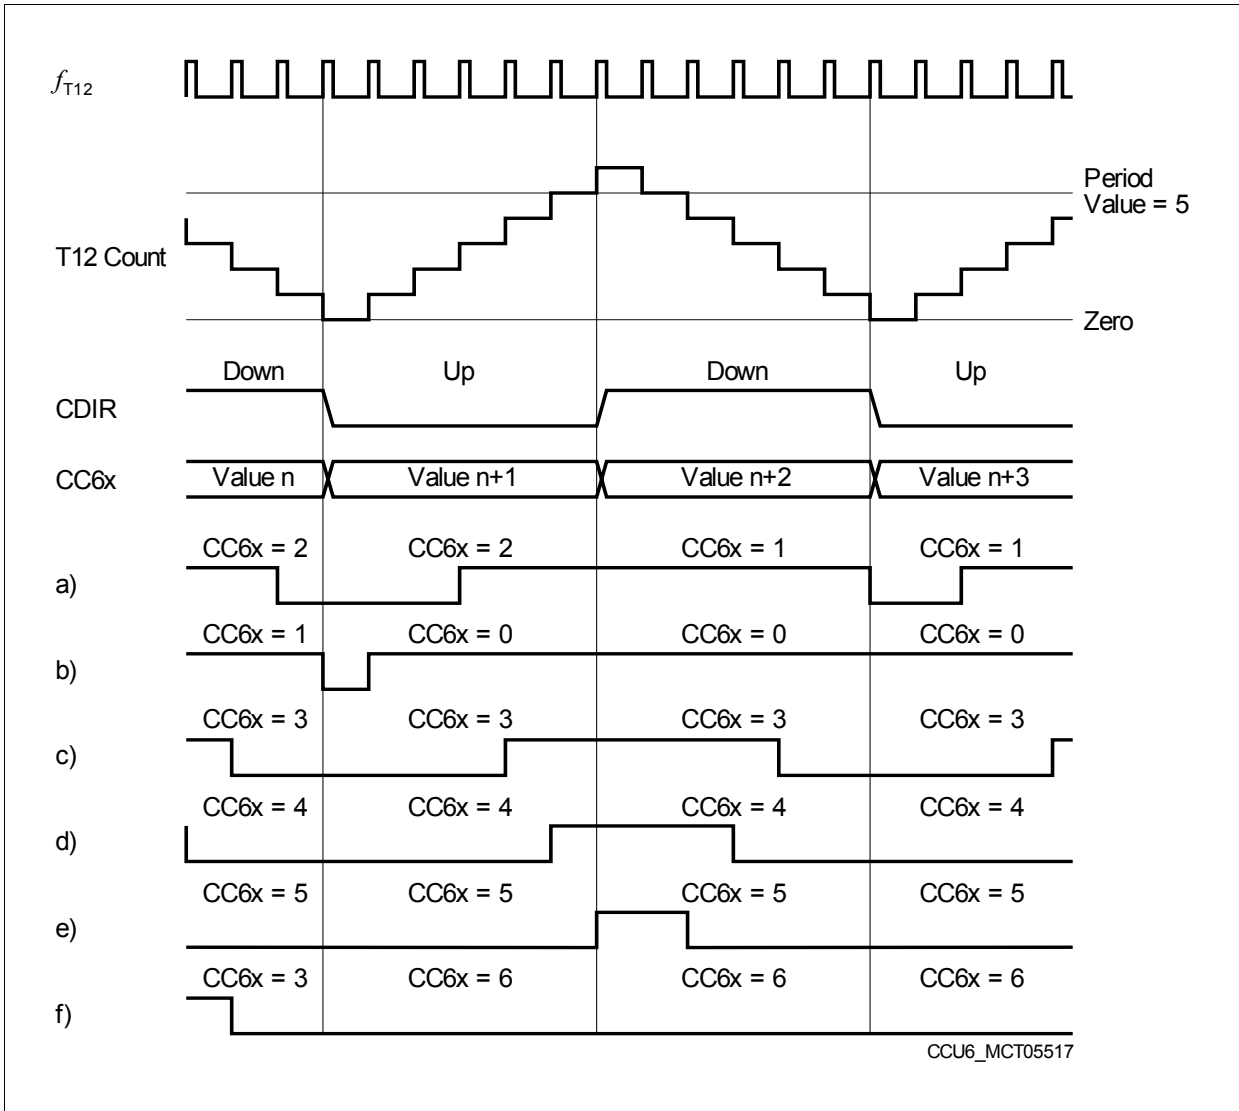 fT12
Period
Value = 5
T12 Count
Zero
Down Up Down Up
CDIR
CC6x Value n Value n+1 Value n+2 Value n+3
CC6x = 2 CC6x = 2 CC6x = 1 CC6x = 1
a)
CC6x = 1 CC6x = 0 CC6x = 0 CC6x = 0
b)
CC6x = 3 CC6x = 3 CC6x = 3 CC6x = 3
c)
CC6x = 4 CC6x = 4 CC6x = 4 CC6x = 4
d)
CC6x = 5 CC6x = 5 CC6x = 5 CC6x = 5
e)
CC6x = 3 CC6x = 6 CC6x = 6 CC6x = 6
f)
CCU6_MCT05517